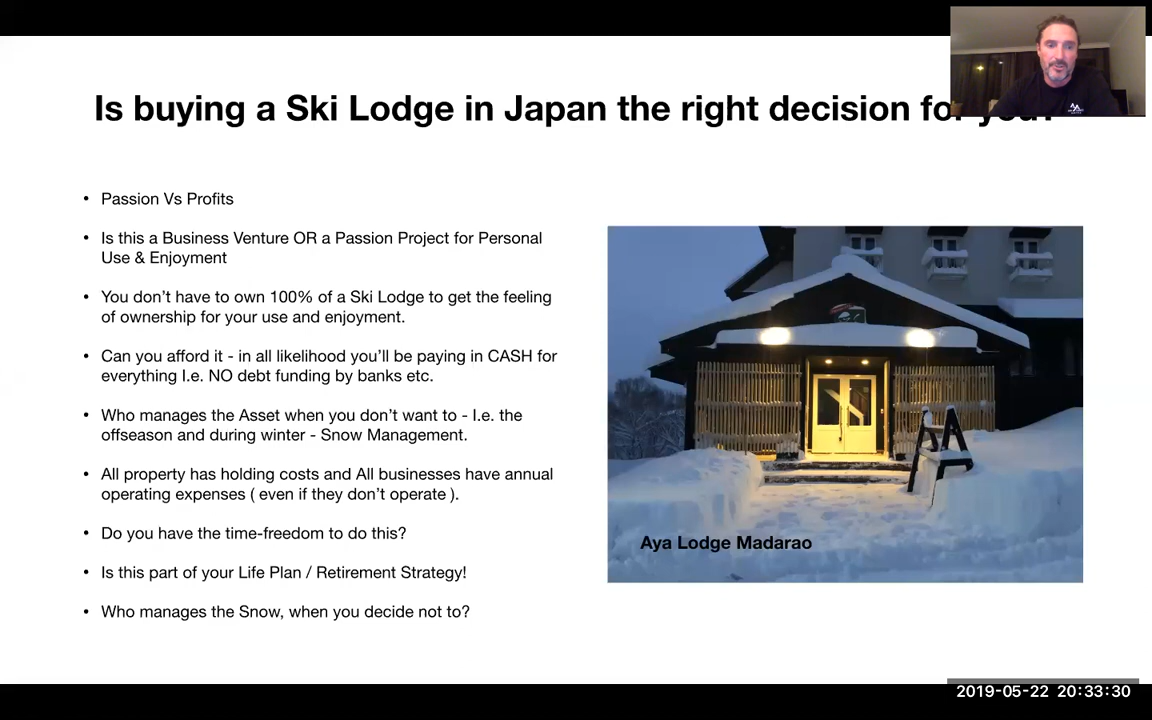 Is buying a Ski Lodge in Japan the right decision for you?
• Passion Vs Profits
• Is this a Business Venture OR a Passion Project for Personal
Use & Enjoyment
• You don't have to own 100% of a Ski Lodge to get the feeling
of ownership for your use and enjoyment.
• Can you afford it - in all likelihood you'll be paying in CASH for
everything I.e. NO debt funding by banks etc.
• Who manages the Asset when you don't want to - I.e. the
offseason and during winter - Snow Management.
• All property has holding costs and All businesses have annual
operating expenses ( even if they don't operate ).
• Do you have the time-freedom to do this?
• Is this part of your Life Plan / Retirement Strategy!
• Who manages the Snow, when you decide not to?
Aya Lodge Madarao
2019-05-22 20:33:30